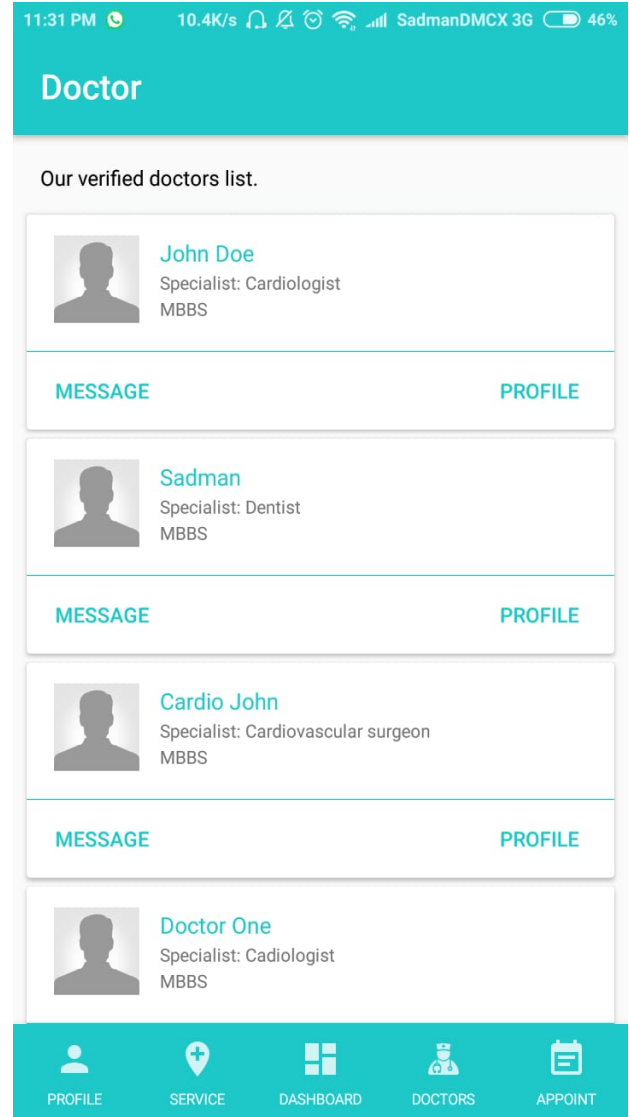 11:31 PM 10.4K/s SadmanDMCX 3G 46%
Doctor
Our verified doctors list.
John Doe
Specialist: Cardiologist
MBBS
MESSAGE PROFILE
Sadman
Specialist: Dentist
MBBS
MESSAGE PROFILE
Cardio John
Specialist: Cardiovascular surgeon
MBBS
MESSAGE PROFILE
Doctor One
Specialist: Cadiologist
MBBS
PROFILE SERVICE DASHBOARD DOCTORS APPOINT